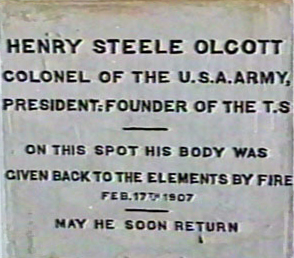 HENRY STEELE OLCOTT
COLONEL OF THE U.S.A.ARMY,
PRESIDENT-FOUNDER OF THE T.S
ON THIS SPOT HIS BODY WAS
GIVEN BACK TO THE ELEMENTS BY FIRE
FEB.17TH 1907
MAY HE SOON RETURN